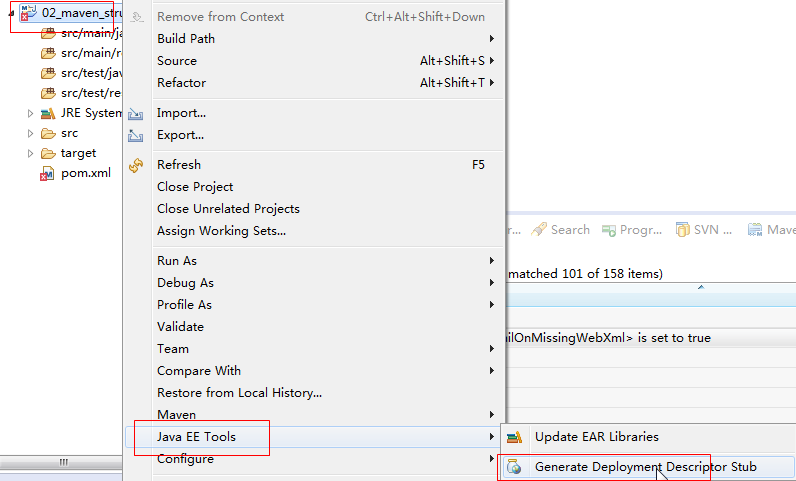 02_maven_stru
src/main/ja
src/main/re
src/test/jav
src/test/re
JRE System
src
target
pom.xml
Remove from Context Ctrl+Alt+Shift+Down
Build Path
Source Alt+Shift+S
Refactor Alt+Shift+T
Import...
Export...
Refresh F5
Close Project
Close Unrelated Projects
Assign Working Sets...
Run As
Debug As
Profile As
Validate
Team
Compare With
Restore from Local History...
Maven
Java EE Tools
Configure
Update EAR Libraries
Generate Deployment Descriptor Stub
r... Search Progr... SVN ... Mave
matched 101 of 158 items)
ilOnMissingWebXml> is set to true